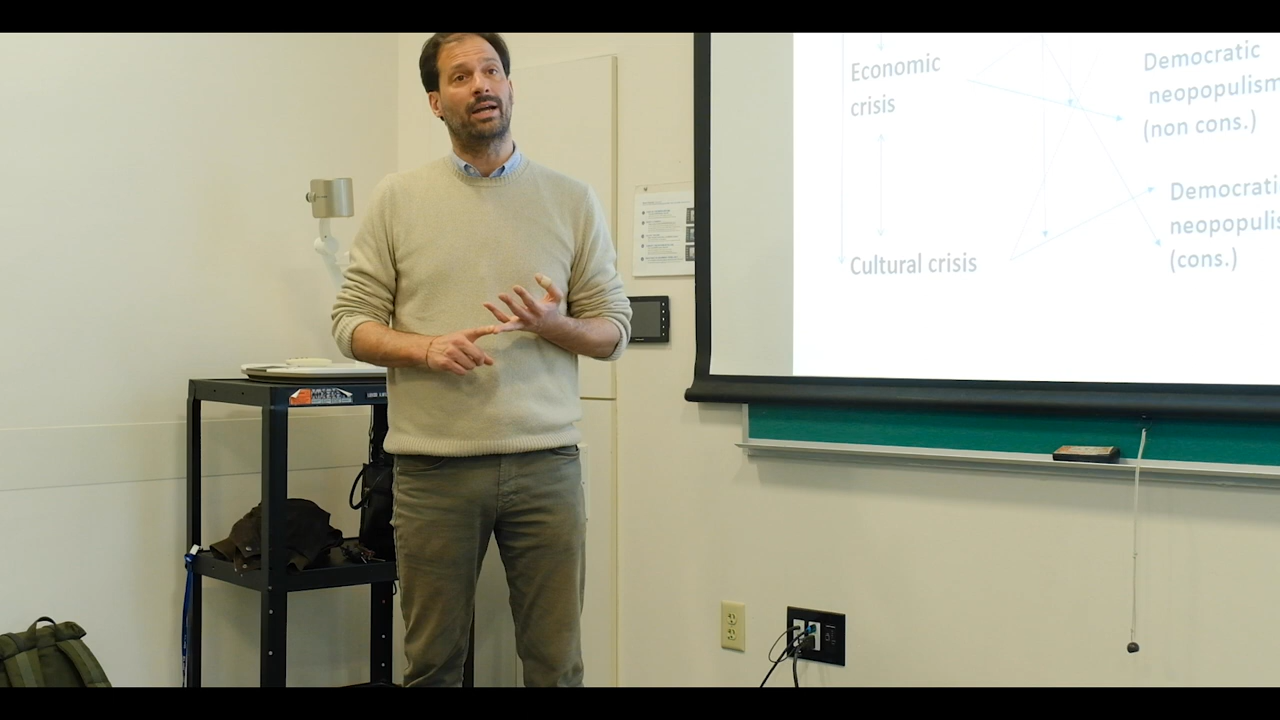 Economic
crisis
Cultural crisis
Democratic
neopopulism
(non cons.)
Democrati
neopopulis
(cons.)